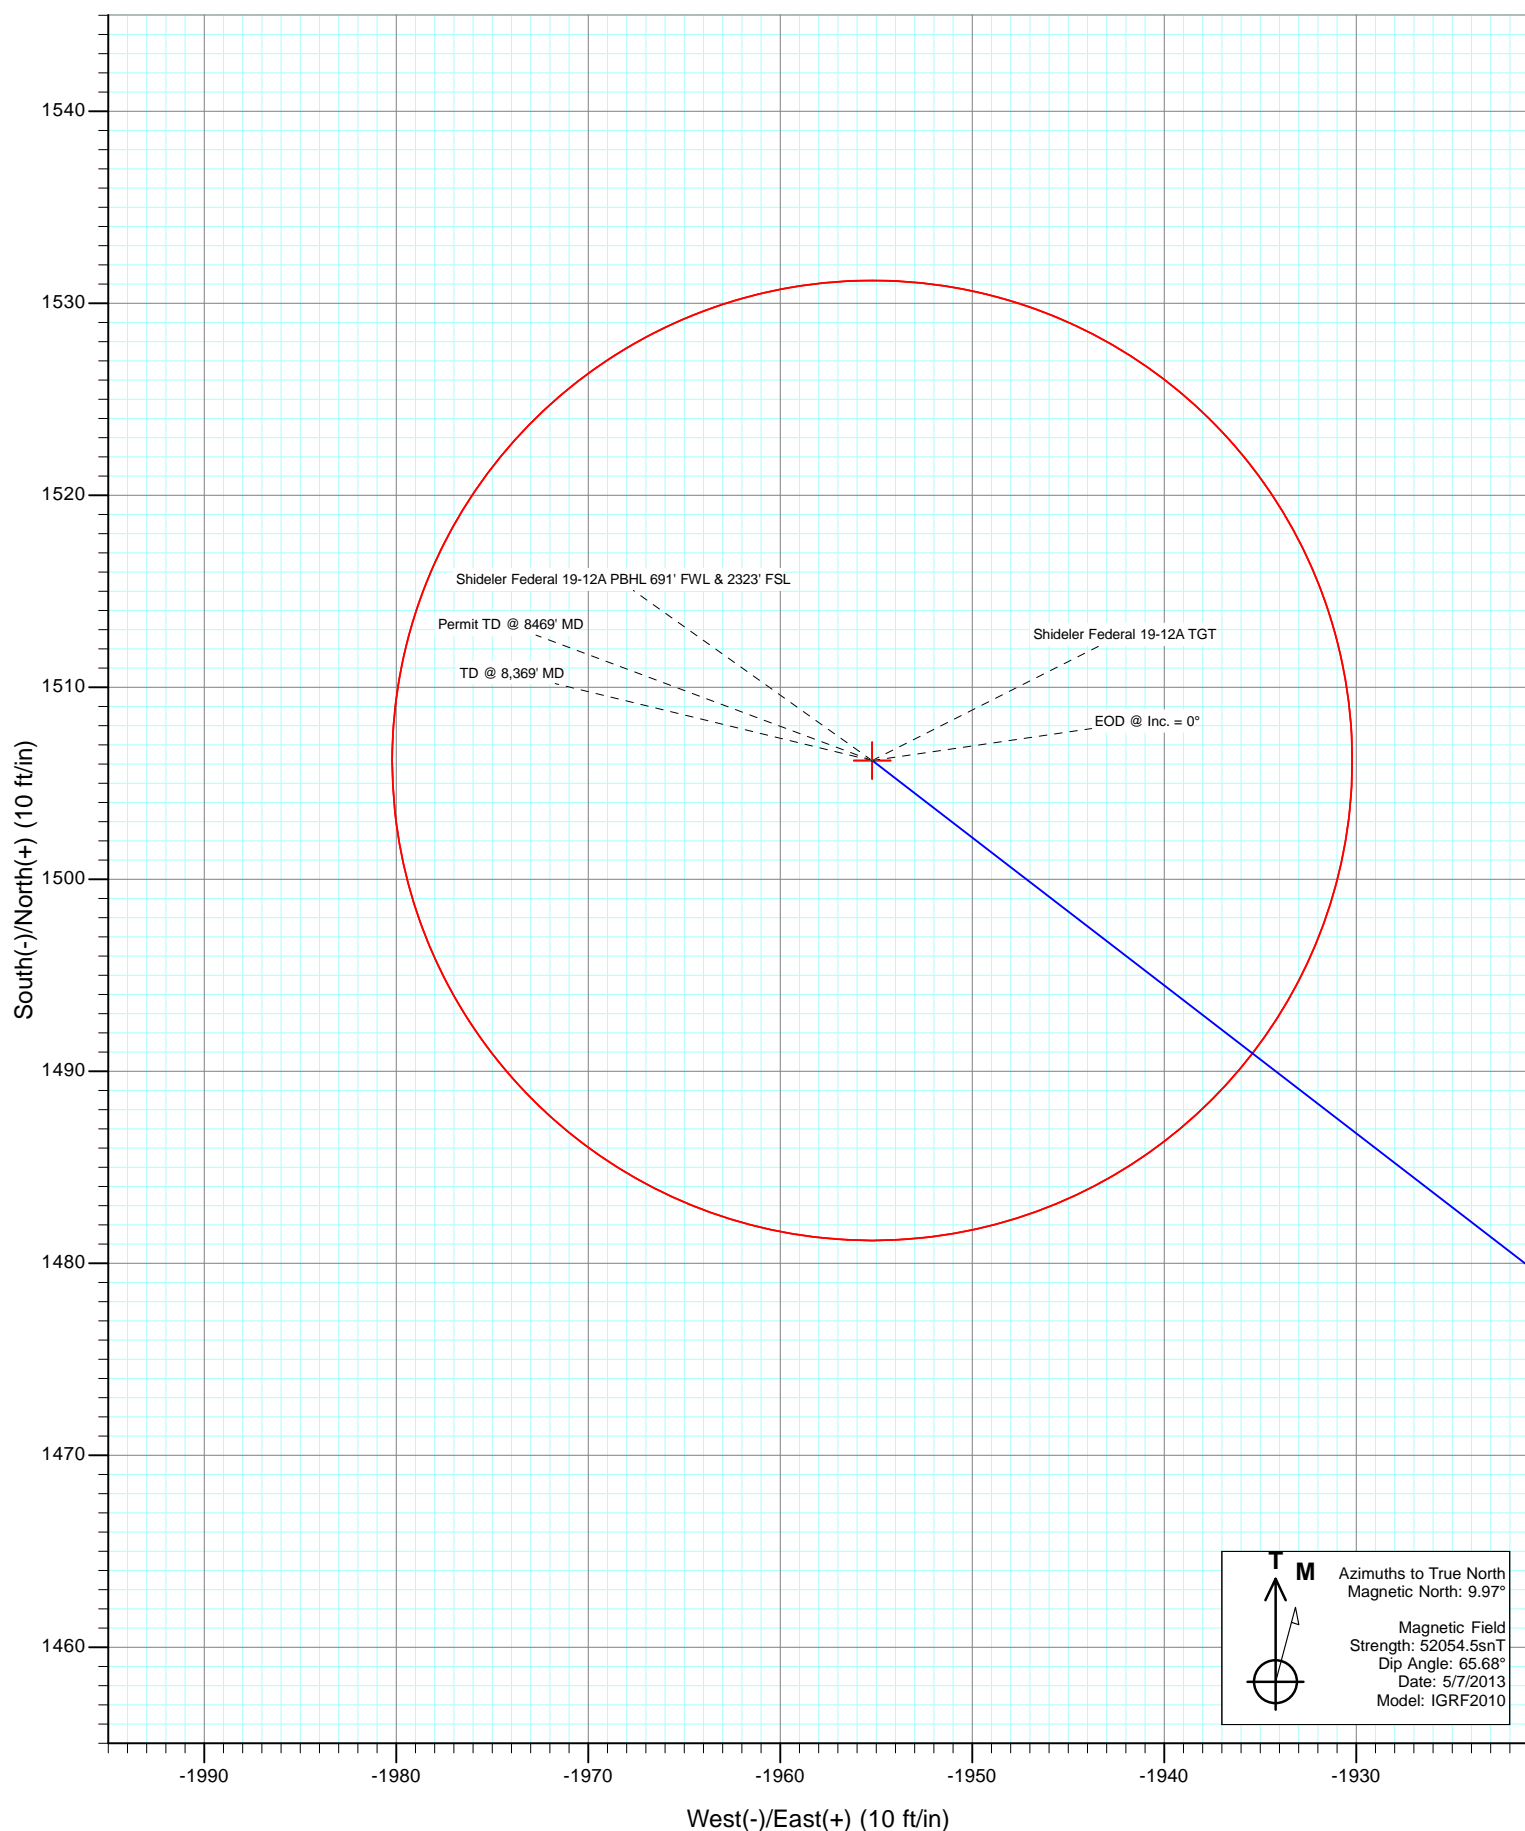 1540
1530
1520
1510
1500
1490
1480
1470
1460
South(-)/North(+) (10 ft/in)
Shideler Federal 19-12A PBHL 691' FWL & 2323' FSL
Permit TD @ 8469' MD
TD @ 8,369' MD
Shideler Federal 19-12A TGT
EOD @ Inc. = 0°
T
M
Azimuths to True North
Magnetic North: 9.97°
Magnetic Field
Strength: 52054.5snT
Dip Angle: 65.68°
Date: 5/7/2013
Model: IGRF2010
-1990
-1980
-1970
-1960
-1950
-1940
-1930
West(-)/East(+) (10 ft/in)